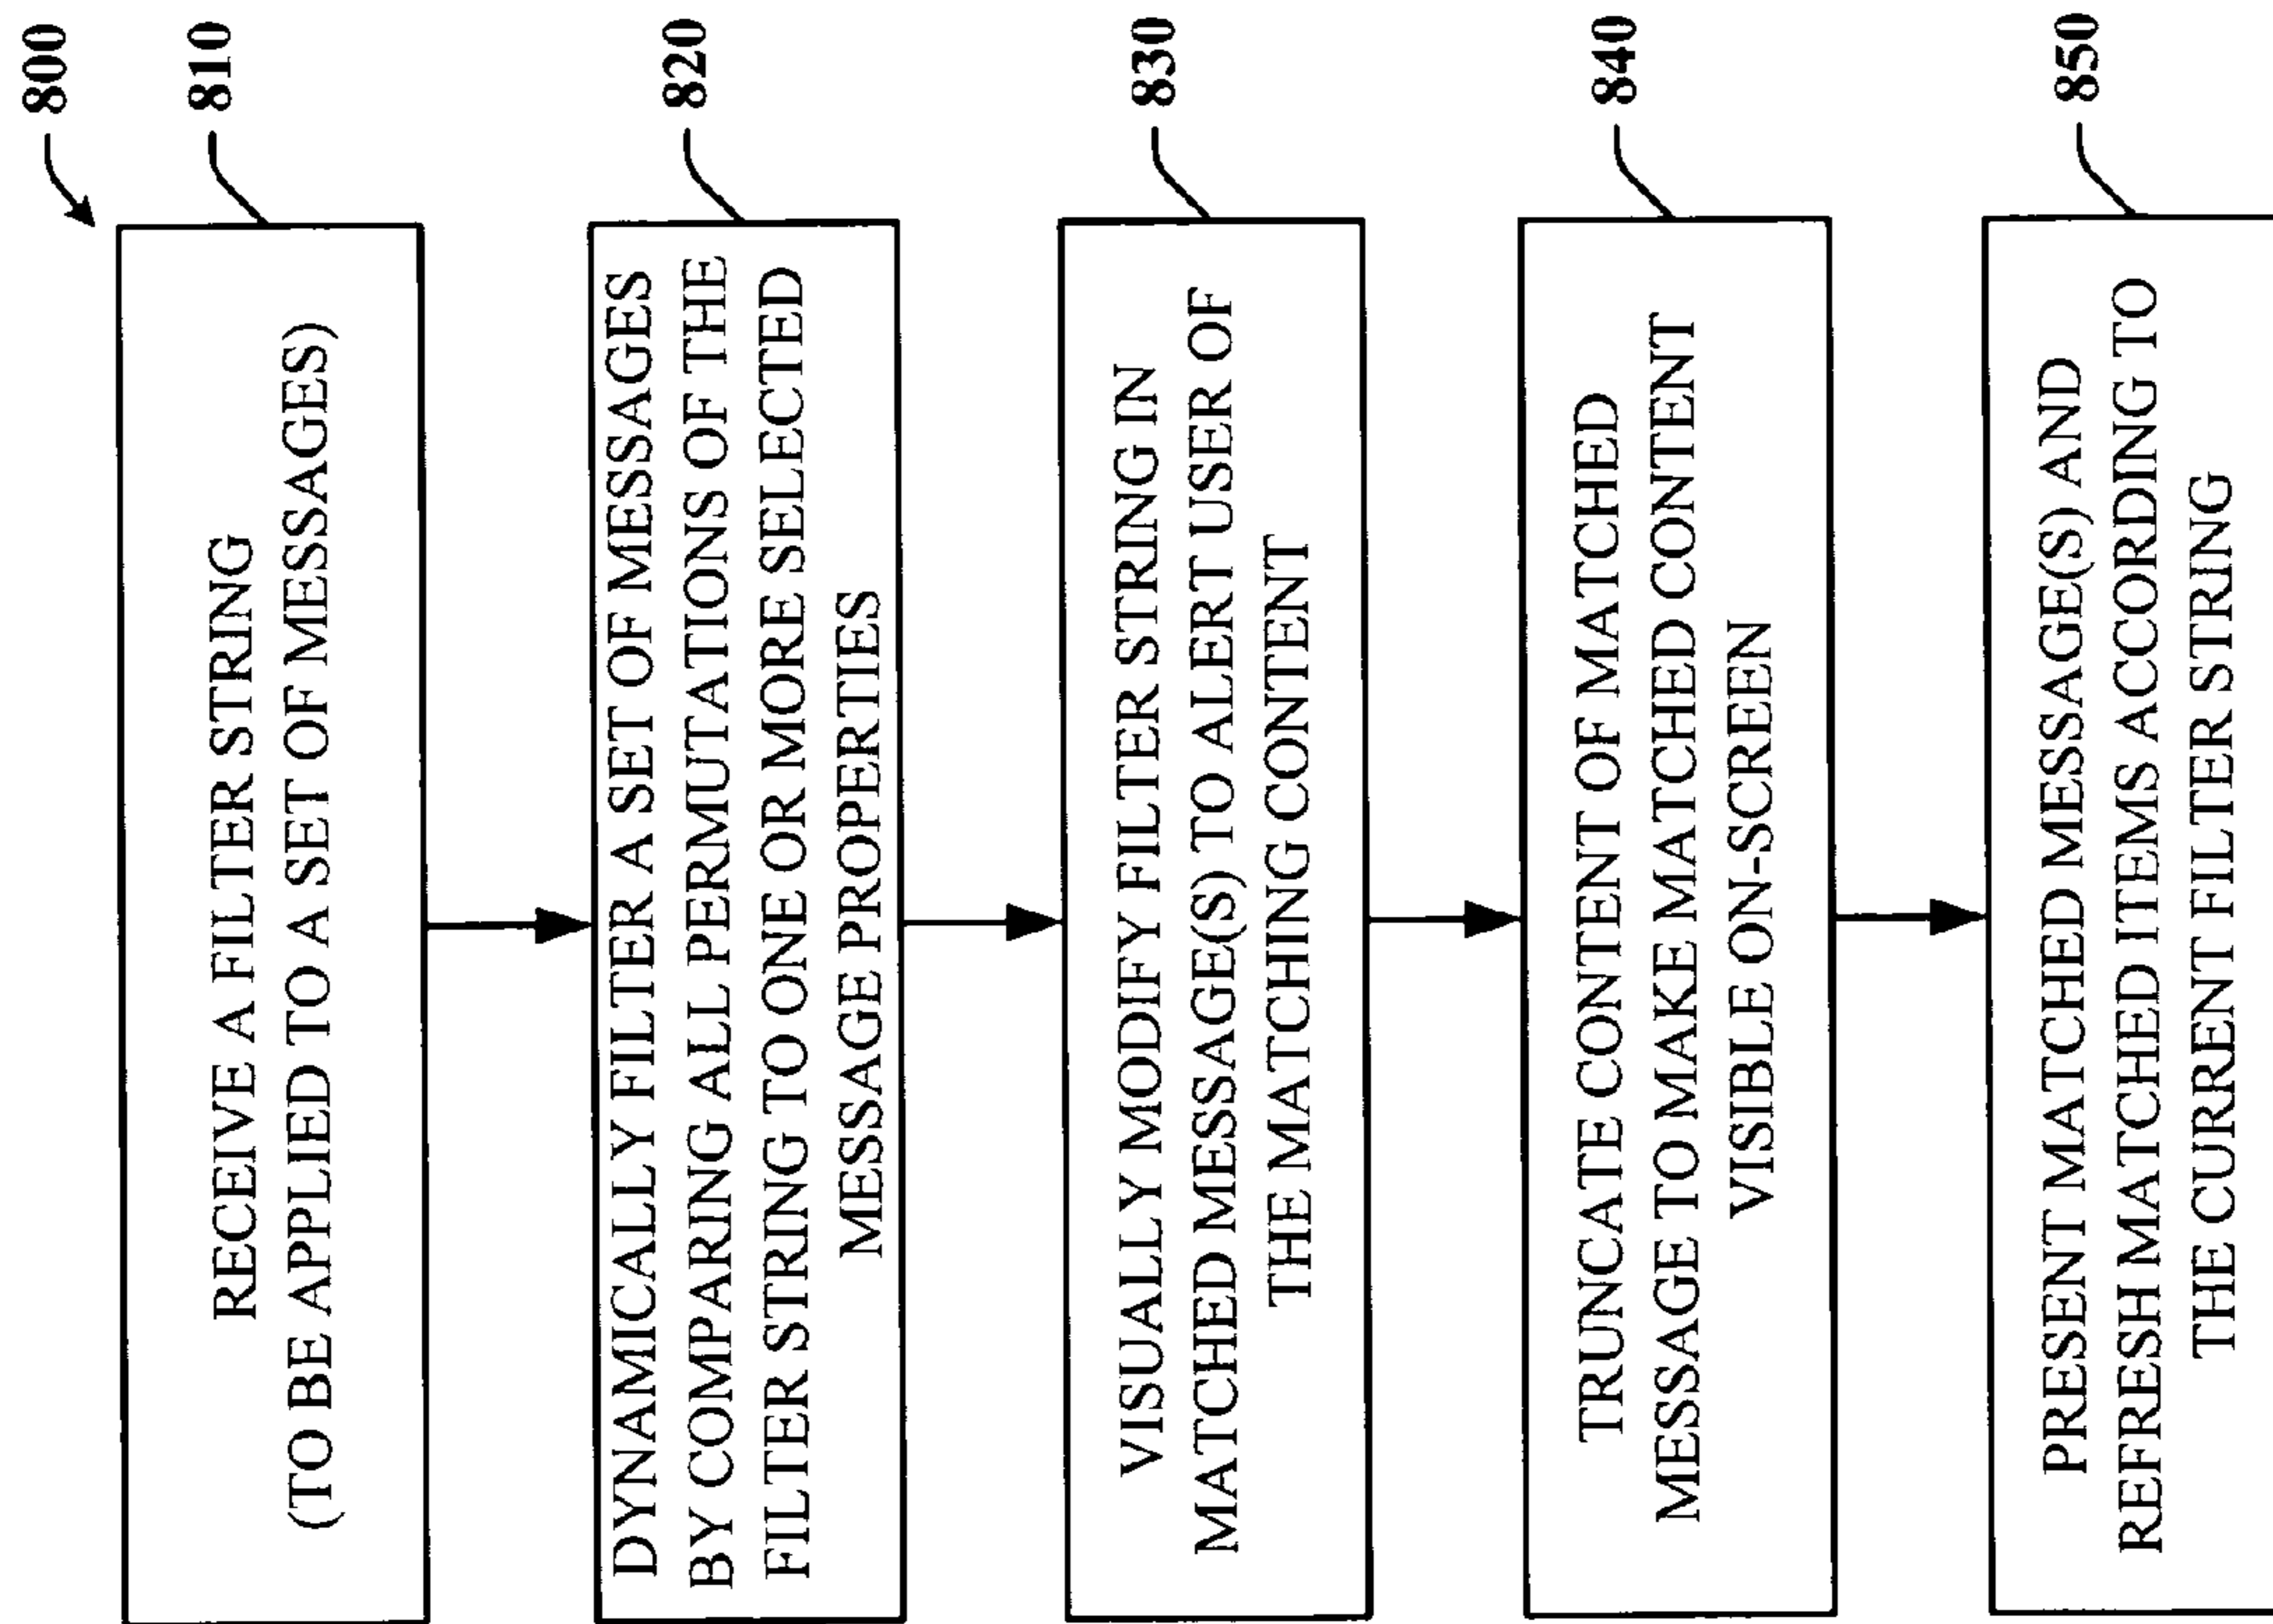 800
810
RECEIVE A FILTER STRING
(TO BE APPLIED TO A SET OF MESSAGES)
820
DYNAMICALLY FILTER A SET OF MESSAGES
BY COMPARING ALL PERMUTATIONS OF THE
FILTER STRING TO ONE OR MORE SELECTED
MESSAGE PROPERTIES
830
VISUALLY MODIFY FILTER STRING IN
MATCHED MESSAGE(S) TO ALERT USER OF
THE MATCHING CONTENT
840
TRUNCATE CONTENT OF MATCHED
MESSAGE TO MAKE MATCHED CONTENT
VISIBLE ON-SCREEN
850
PRESENT MATCHED MESSAGE(S) AND
REFRESH MATCHED ITEMS ACCORDING TO
THE CURRENT FILTER STRING